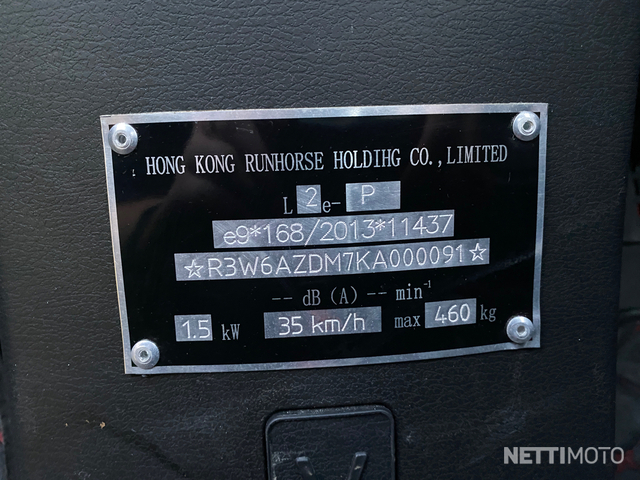 HONG KONG RUNHORSE HOLDIHG CO.,LIMITED
L 2 e- P
e9*168/2013*11437
☆R3W6AZDM7KA000091☆
-- dB (A) -- min⁻¹
1.5 kW 35 km/h max 460 kg
NETTIMOTO